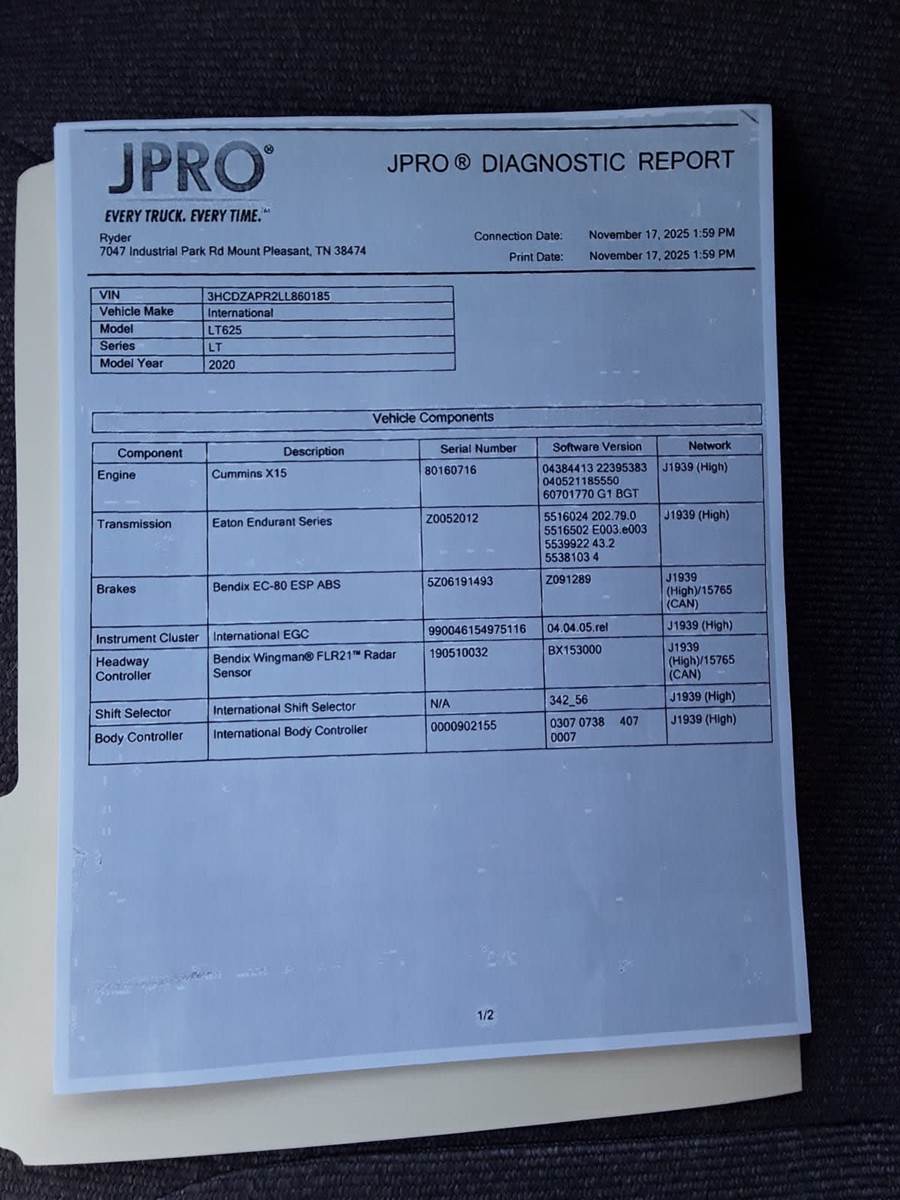 JPRO®
JPRO® DIAGNOSTIC REPORT
EVERY TRUCK. EVERY TIME.™
Ryder
7047 Industrial Park Rd Mount Pleasant, TN 38474
Connection Date: November 17, 2025 1:59 PM
Print Date: November 17, 2025 1:59 PM
VIN 3HCDZAPR2LL860185
Vehicle Make International
Model LT625
Series LT
Model Year 2020
Vehicle Components
Component Description Serial Number Software Version Network
Engine Cummins X15 80160716 04384413 22395383 J1939 (High)
040521185550
60701770 G1 BGT
Transmission Eaton Endurant Series Z0052012 5516024 202.79.0 J1939 (High)
5516502 E003.e003
5539922 43.2
5538103 4
Brakes Bendix EC-80 ESP ABS 5Z06191493 Z091289 J1939
(High)/15765
(CAN)
Instrument Cluster International EGC 990046154975116 04.04.05.rel J1939 (High)
Headway Bendix Wingman® FLR21™ Radar 190510032 BX153000 J1939
Controller Sensor (High)/15765
(CAN)
Shift Selector International Shift Selector N/A 342_56 J1939 (High)
Body Controller International Body Controller 0000902155 0307 0738 407 J1939 (High)
0007
1/2